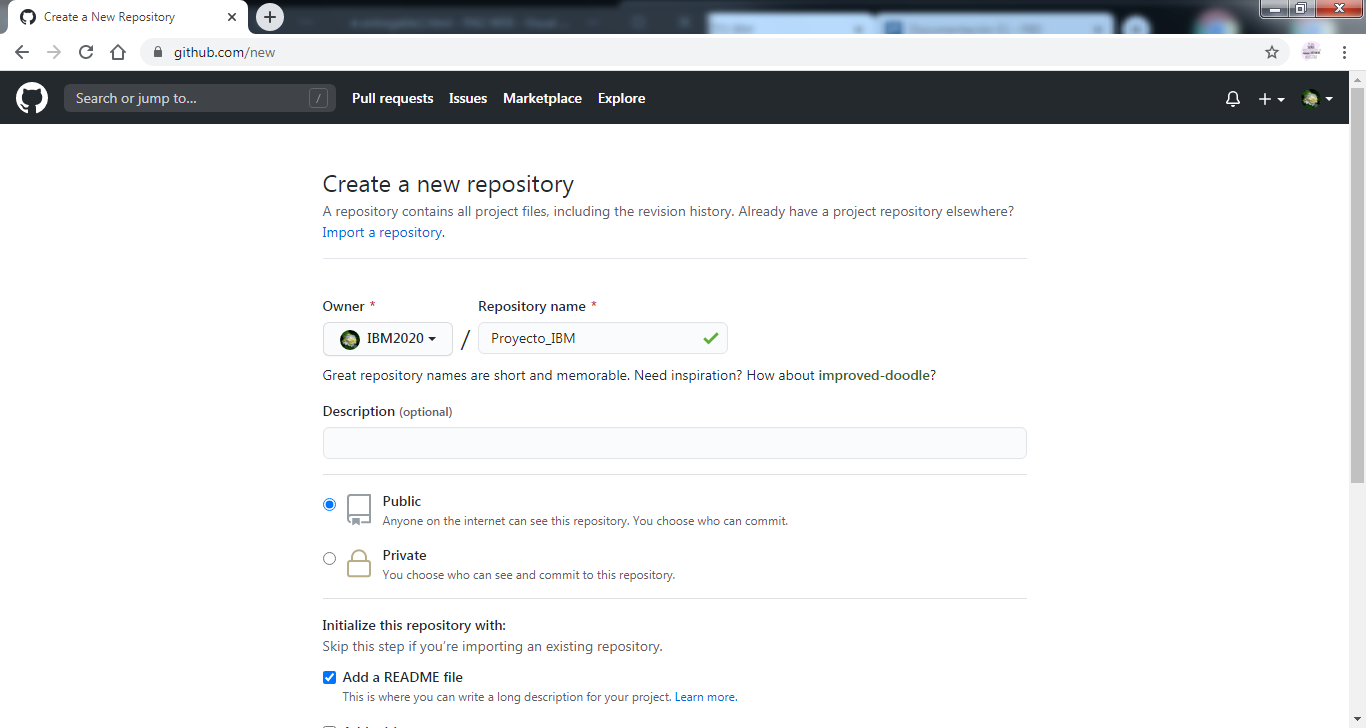 Create a New Repository
github.com/new
Search or jump to... /
Pull requests Issues Marketplace Explore
Create a new repository
A repository contains all project files, including the revision history. Already have a project repository elsewhere?
Import a repository.
Owner * Repository name *
IBM2020 / Proyecto_IBM
Great repository names are short and memorable. Need inspiration? How about improved-doodle?
Description (optional)
Public
Anyone on the internet can see this repository. You choose who can commit.
Private
You choose who can see and commit to this repository.
Initialize this repository with:
Skip this step if you're importing an existing repository.
Add a README file
This is where you can write a long description for your project. Learn more.